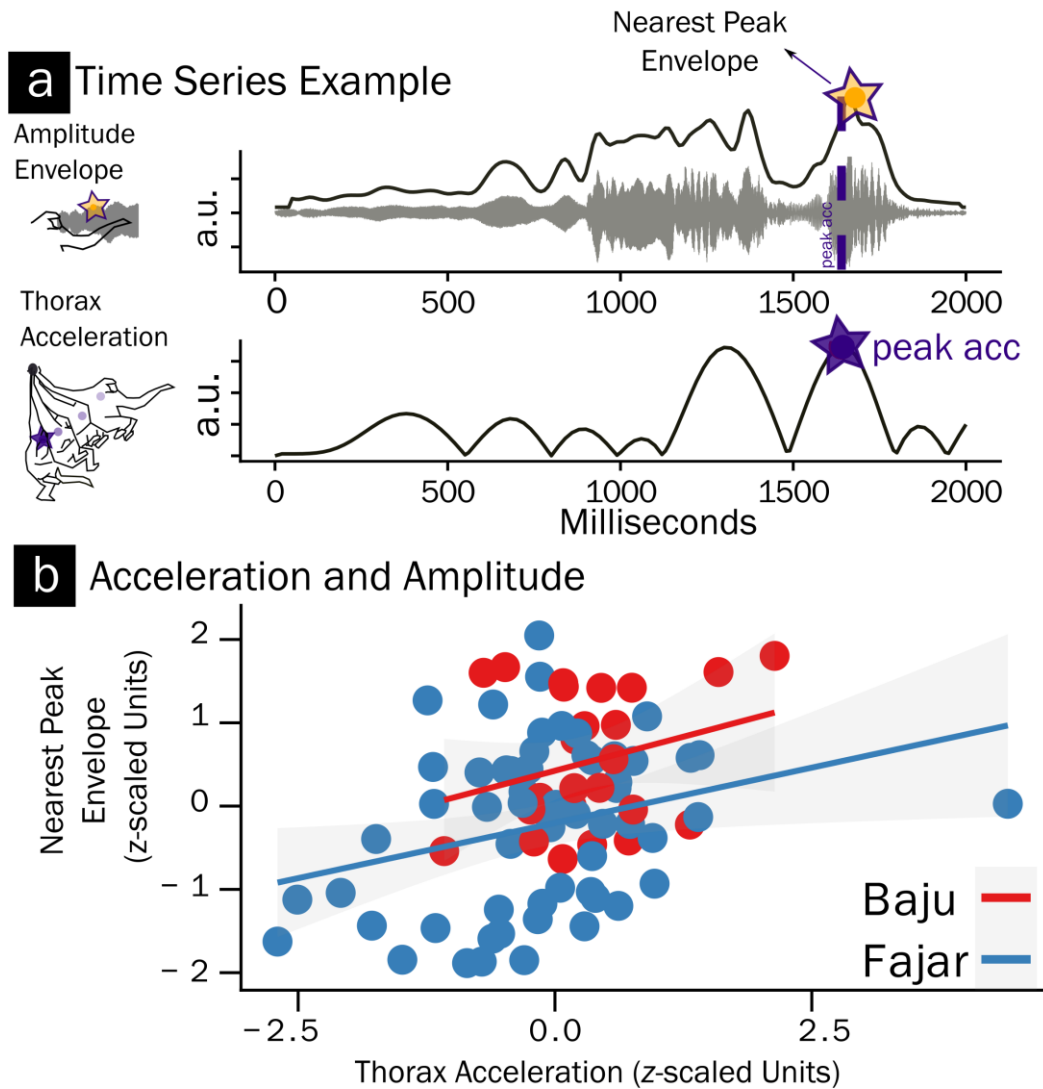 Nearest Peak
Envelope
a Time Series Example
Amplitude
Envelope
a.u.
peak acc
0 500 1000 1500 2000
Thorax
Acceleration
a.u.
peak acc
0 500 1000 1500 2000
Milliseconds
b Acceleration and Amplitude
Nearest Peak
Envelope
(z-scaled Units)
2
1
0
－1
－2
Baju
Fajar
－2.5 0.0 2.5
Thorax Acceleration (z-scaled Units)